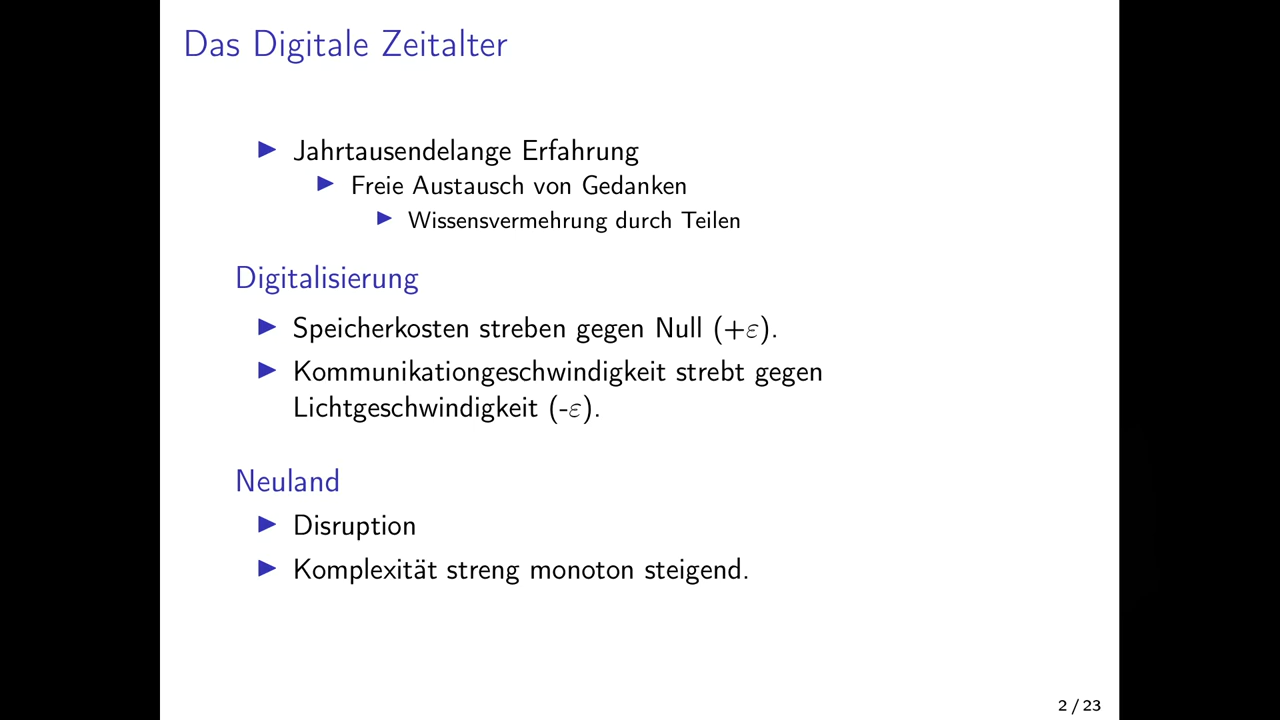 Das Digitale Zeitalter
▶ Jahrtausendelange Erfahrung
▶ Freie Austausch von Gedanken
▶ Wissensvermehrung durch Teilen
Digitalisierung
▶ Speicherkosten streben gegen Null (+ε).
▶ Kommunikationgeschwindigkeit strebt gegen
Lichtgeschwindigkeit (-ε).
Neuland
▶ Disruption
▶ Komplexität streng monoton steigend.
2 / 23